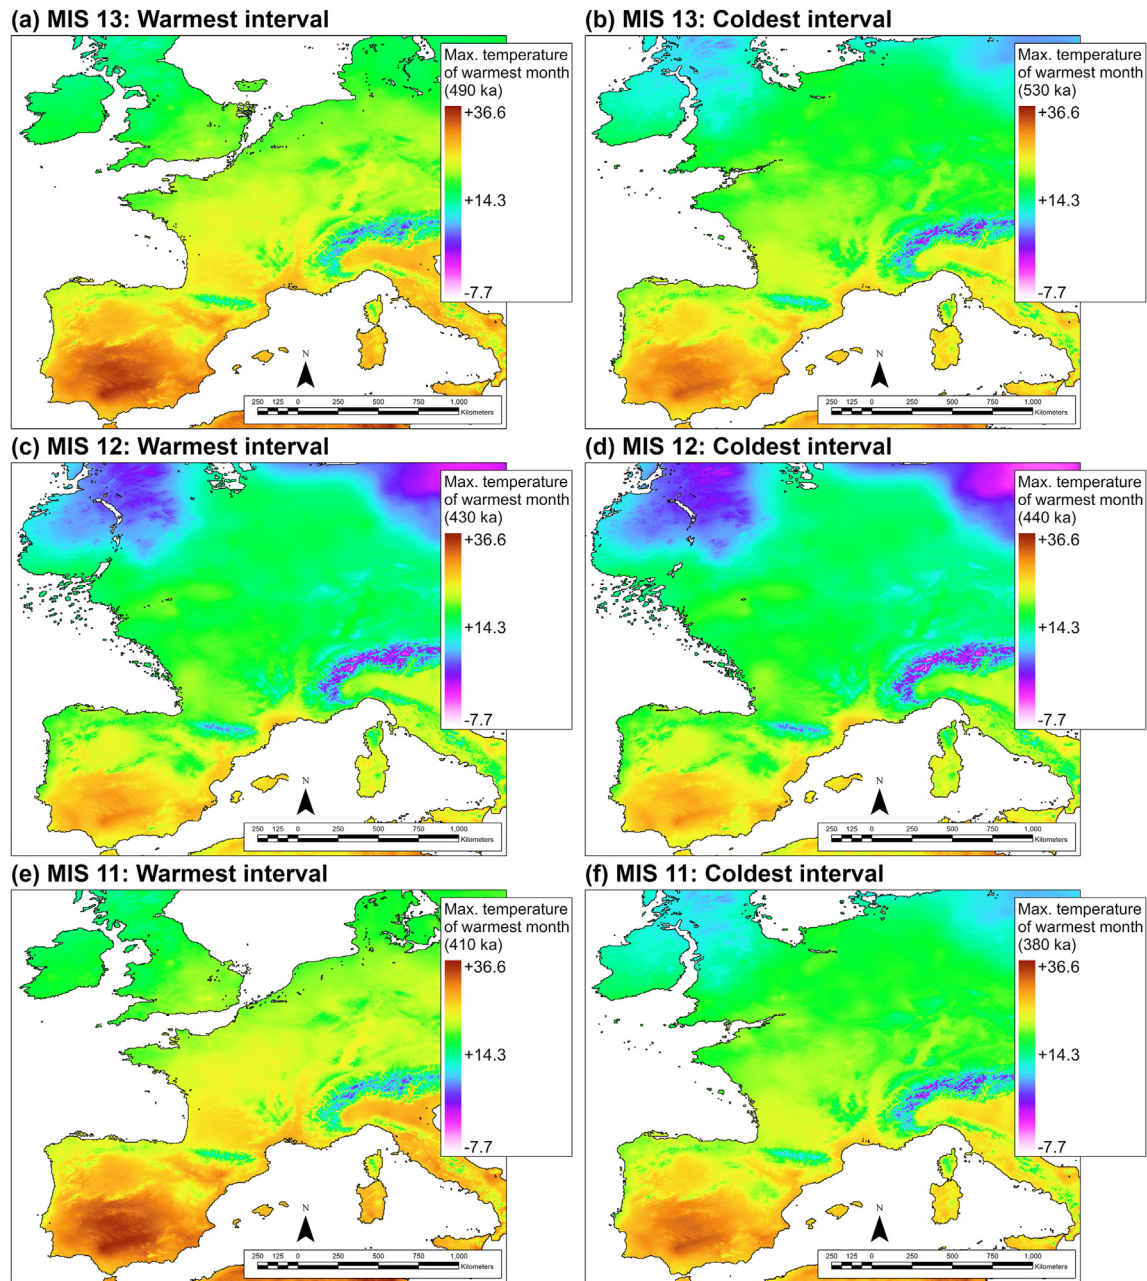 (a) MIS 13: Warmest interval
Max. temperature
of warmest month
(490 ka)
+36.6
+14.3
-7.7
N
250 125 0 250 500 750 1,000
Kilometers
(b) MIS 13: Coldest interval
Max. temperature
of warmest month
(530 ka)
+36.6
+14.3
-7.7
N
250 125 0 250 500 750 1,000
Kilometers
(c) MIS 12: Warmest interval
Max. temperature
of warmest month
(430 ka)
+36.6
+14.3
-7.7
N
250 125 0 250 500 750 1,000
Kilometers
(d) MIS 12: Coldest interval
Max. temperature
of warmest month
(440 ka)
+36.6
+14.3
-7.7
N
250 125 0 250 500 750 1,000
Kilometers
(e) MIS 11: Warmest interval
Max. temperature
of warmest month
(410 ka)
+36.6
+14.3
-7.7
N
250 125 0 250 500 750 1,000
Kilometers
(f) MIS 11: Coldest interval
Max. temperature
of warmest month
(380 ka)
+36.6
+14.3
-7.7
N
250 125 0 250 500 750 1,000
Kilometers